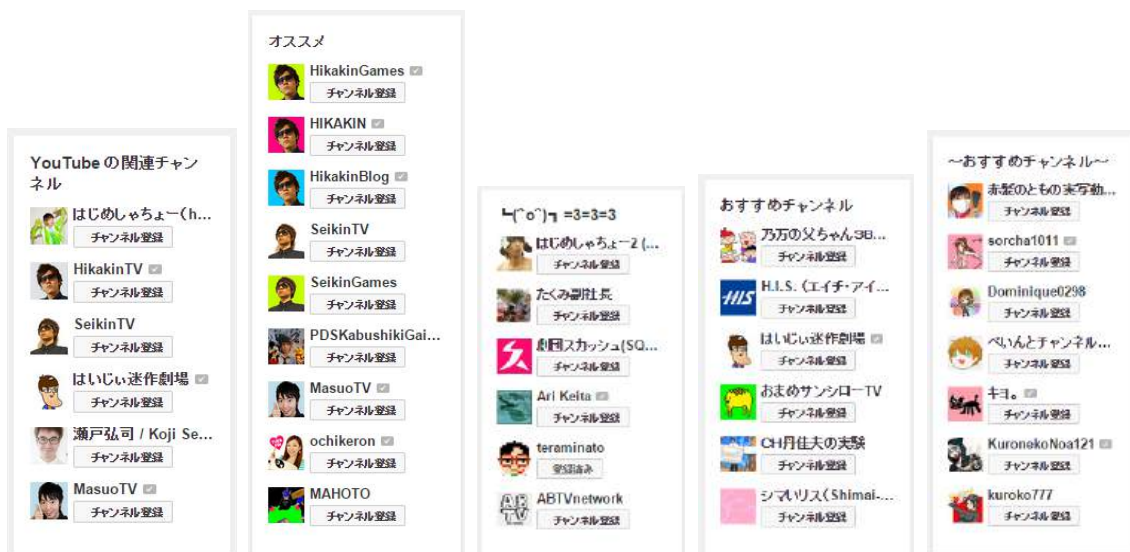 YouTube の関連チャン
ネル
はじめしゃちょー(h...
チャンネル登録
HikakinTV
チャンネル登録
SeikinTV
チャンネル登録
はいじぃ迷作劇場
チャンネル登録
瀬戸弘司 / Koji Se...
チャンネル登録
MasuoTV
チャンネル登録
オススメ
HikakinGames
チャンネル登録
HIKAKIN
チャンネル登録
HikakinBlog
チャンネル登録
SeikinTV
チャンネル登録
SeikinGames
チャンネル登録
PDSKabushikiGai...
チャンネル登録
MasuoTV
チャンネル登録
ochikeron
チャンネル登録
MAHOTO
チャンネル登録
┗(^o^)┓=3=3=3
はじめしゃちょー2 (...
チャンネル登録
たくみ副社長
チャンネル登録
劇団スカッシュ(SQ...
チャンネル登録
Ari Keita
チャンネル登録
teraminato
登録済み
ABTVnetwork
チャンネル登録
おすすめチャンネル
乃万の父ちゃんSB...
チャンネル登録
HIS
H.I.S. (エイチ・アイ...
チャンネル登録
はいじぃ迷作劇場
チャンネル登録
おまめサンシローTV
チャンネル登録
CH丹佳夫の実験
チャンネル登録
シマリス(Shimai-...
チャンネル登録
～おすすめチャンネル～
赤髪のともの実写動...
チャンネル登録
sorcha1011
チャンネル登録
Dominique0298
チャンネル登録
ぺいんとチャンネル...
チャンネル登録
キヨ。
チャンネル登録
KuronekoNoa121
チャンネル登録
kuroko777
チャンネル登録